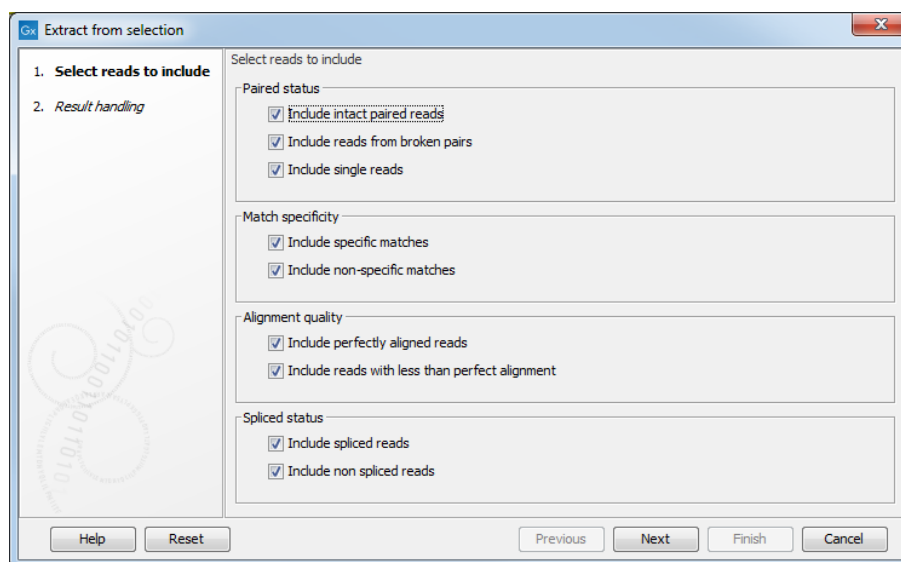 Gx Extract from selection
1. Select reads to include
2. Result handling
Select reads to include
Paired status
Include intact paired reads
Include reads from broken pairs
Include single reads
Match specificity
Include specific matches
Include non-specific matches
Alignment quality
Include perfectly aligned reads
Include reads with less than perfect alignment
Spliced status
Include spliced reads
Include non spliced reads
Help Reset Previous Next Finish Cancel